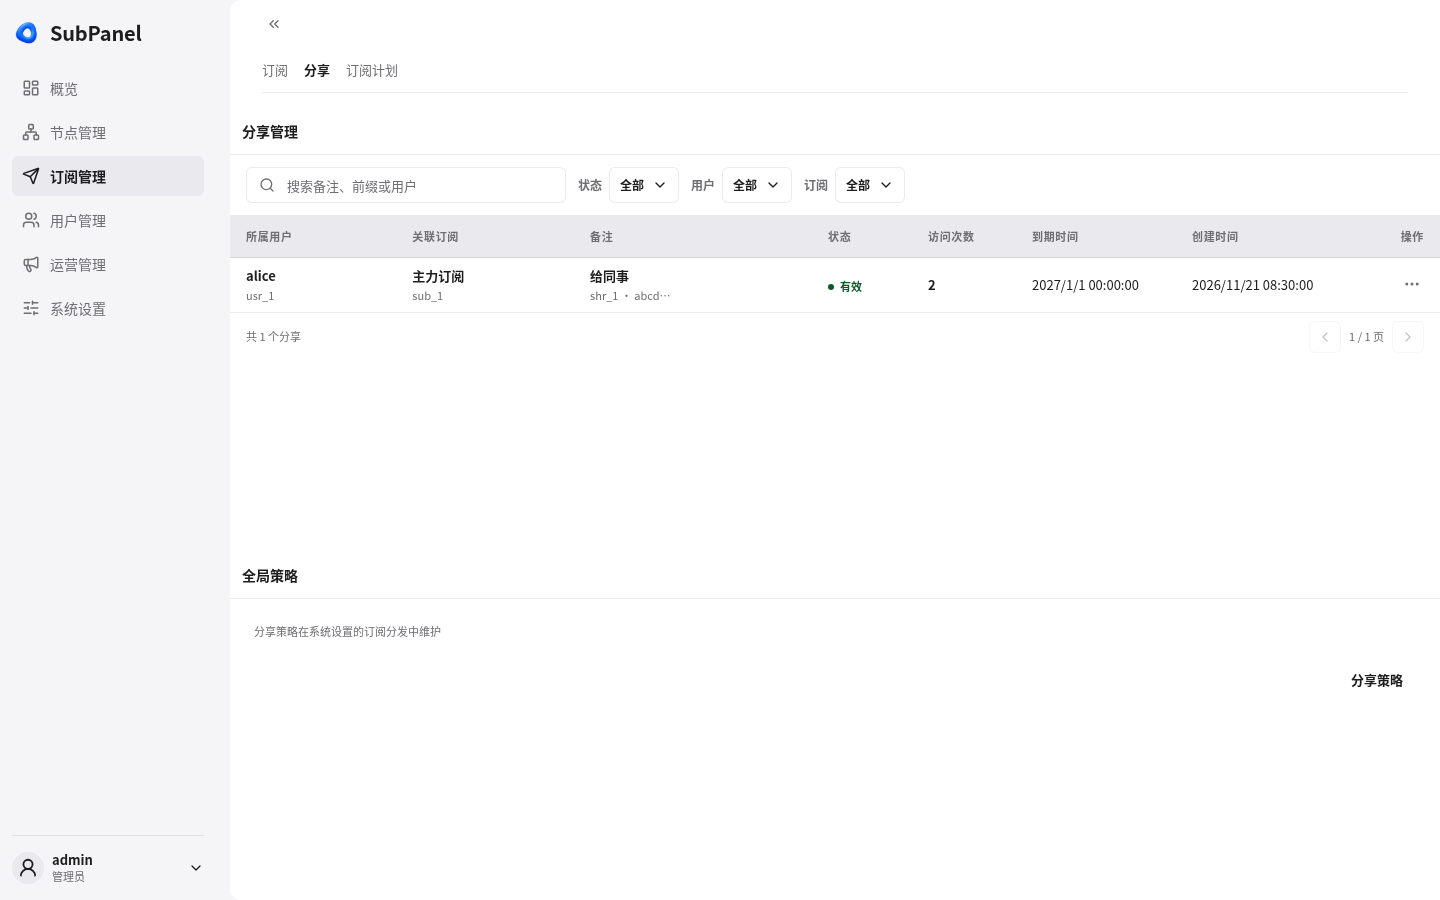 SubPanel
概览
节点管理
订阅管理
用户管理
运营管理
系统设置
admin
管理员
订阅 分享 订阅计划
分享管理
搜索备注、前缀或用户 状态 全部 用户 全部 订阅 全部
所属用户 关联订阅 备注 状态 访问次数 到期时间 创建时间 操作
alice 主力订阅 给同事 有效 2 2027/1/1 00:00:00 2026/11/21 08:30:00
usr_1 sub_1 shr_1 · abcd…
共 1 个分享 1 / 1 页
全局策略
分享策略在系统设置的订阅分发中维护
分享策略